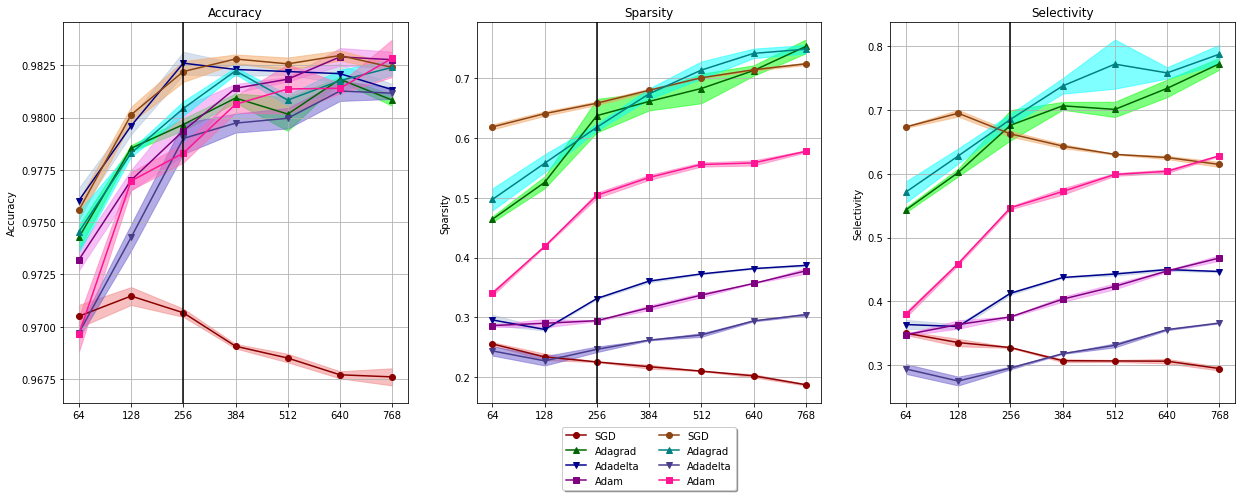 Accuracy
Accuracy
0.9825
0.9800
0.9775
0.9750
0.9725
0.9700
0.9675
64 128 256 384 512 640 768
Sparsity
Sparsity
0.7
0.6
0.5
0.4
0.3
0.2
64 128 256 384 512 640 768
Selectivity
Selectivity
0.8
0.7
0.6
0.5
0.4
0.3
64 128 256 384 512 640 768
SGD SGD
Adagrad Adagrad
Adadelta Adadelta
Adam Adam